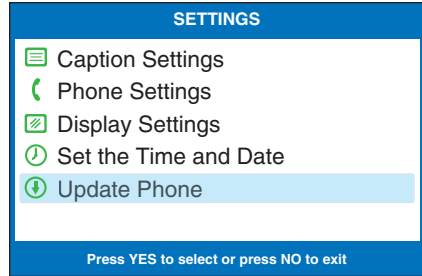 SETTINGS
Caption Settings
Phone Settings
Display Settings
Set the Time and Date
Update Phone
Press YES to select or press NO to exit